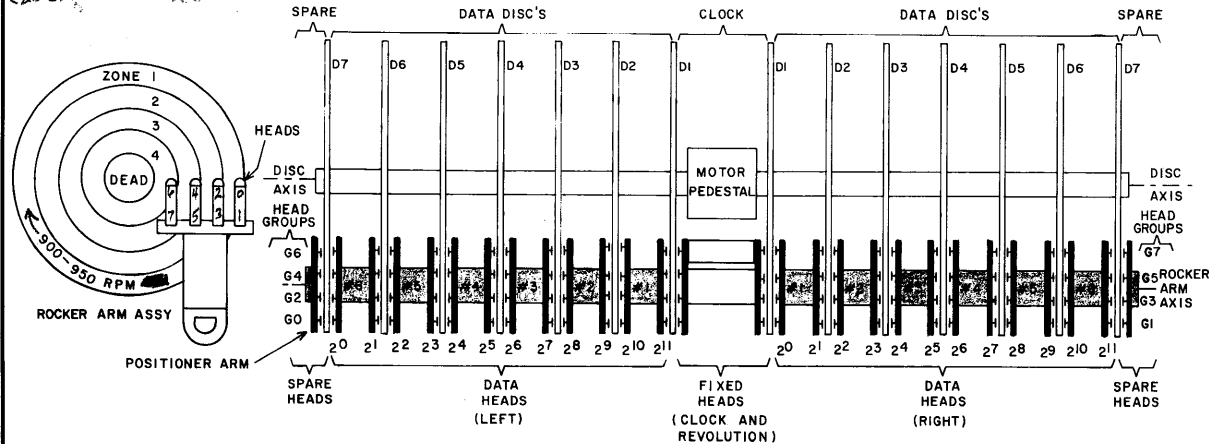 SPARE DATA DISC'S CLOCK DATA DISC'S SPARE
D7 D6 D5 D4 D3 D2 D1 D1 D2 D3 D4 D5 D6 D7
ZONE 1
2
3
4
DEAD
HEADS
6 4 2 0
7 5 3 1
900-950 RPM
ROCKER ARM ASSY
POSITIONER ARM
DISC
AXIS
MOTOR
PEDESTAL
DISC
AXIS
HEAD
GROUPS
G6
G4
G2
G0
HEAD
GROUPS
G7
G5 ROCKER
ARM
G3 AXIS
G1
2⁰ 2¹ 2² 2³ 2⁴ 2⁵ 2⁶ 2⁷ 2⁸ 2⁹ 2¹⁰ 2¹¹ 2⁰ 2¹ 2² 2³ 2⁴ 2⁵ 2⁶ 2⁷ 2⁸ 2⁹ 2¹⁰ 2¹¹
SPARE
HEADS
DATA
HEADS
(LEFT)
FIXED
HEADS
(CLOCK AND
REVOLUTION)
DATA
HEADS
(RIGHT)
SPARE
HEADS